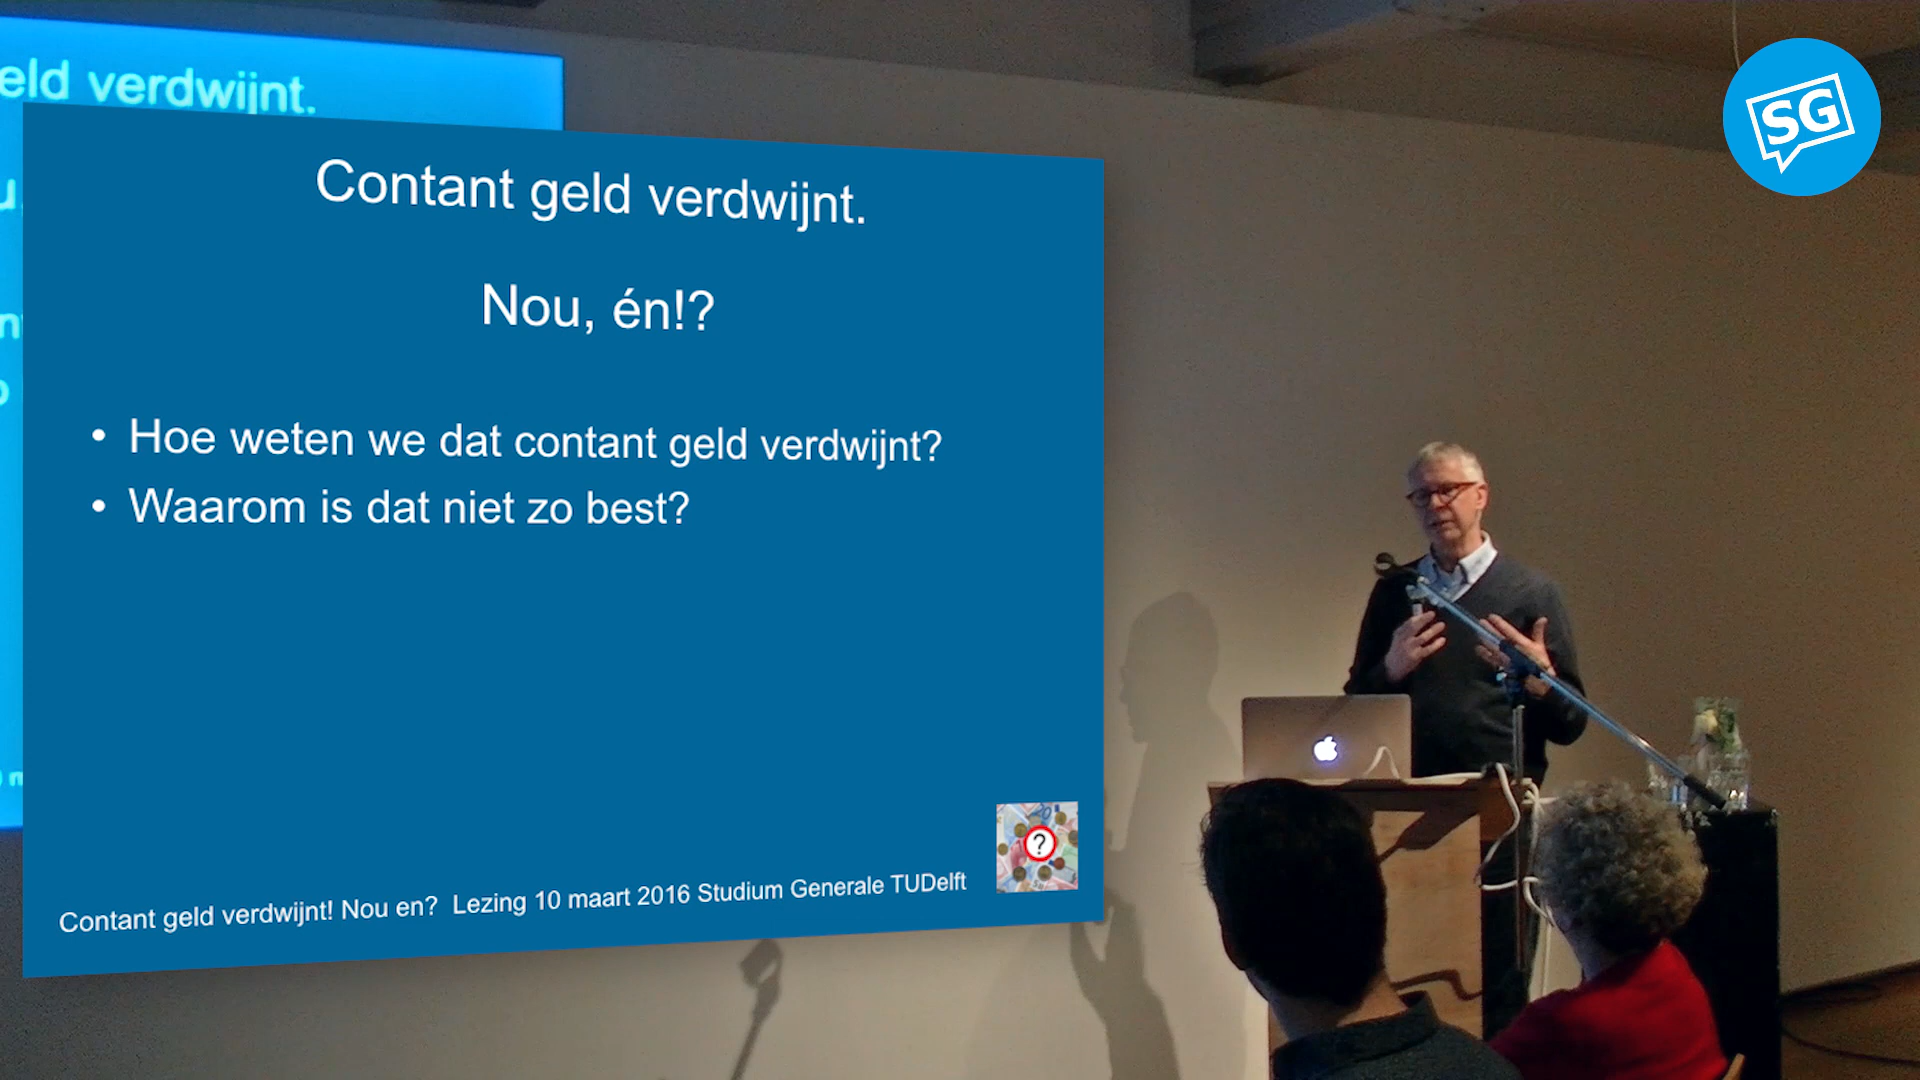 eld verdwijnt.
SG
Contant geld verdwijnt.
Nou, én!?
• Hoe weten we dat contant geld verdwijnt?
• Waarom is dat niet zo best?
?
Contant geld verdwijnt! Nou en? Lezing 10 maart 2016 Studium Generale TUDelft